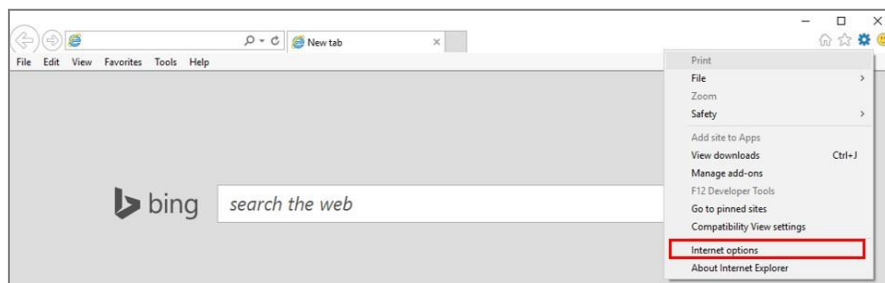 New tab
File Edit View Favorites Tools Help
bing
search the web
Print
File
Zoom
Safety
Add site to Apps
View downloads Ctrl+J
Manage add-ons
F12 Developer Tools
Go to pinned sites
Compatibility View settings
Internet options
About Internet Explorer